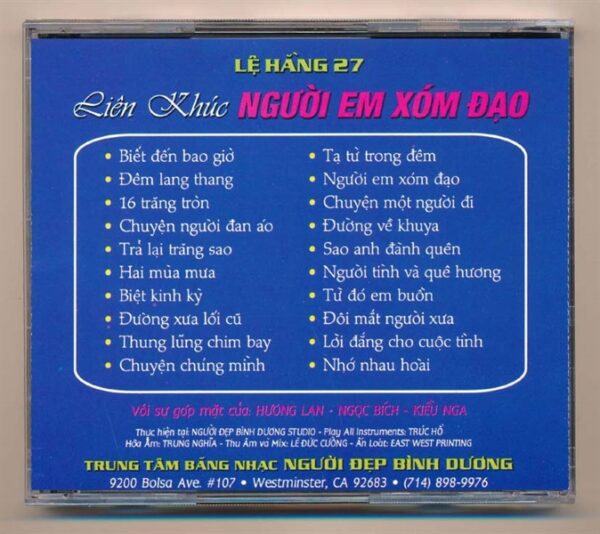 LỆ HẰNG 27
Liên Khúc NGƯỜI EM XÓM ĐẠO
• Biết đến bao giờ
• Đêm lang thang
• 16 trăng tròn
• Chuyện người đan áo
• Trả lại trăng sao
• Hai mùa mưa
• Biệt kinh kỳ
• Đường xưa lối cũ
• Thung lũng chim bay
• Chuyện chúng mình
• Tạ từ trong đêm
• Người em xóm đạo
• Chuyện một người đi
• Đường về khuya
• Sao anh đành quên
• Người tình và quê hương
• Từ đó em buồn
• Đôi mắt người xưa
• Lời đắng cho cuộc tình
• Nhớ nhau hoài
Với sự góp mặt của: HƯƠNG LAN - NGỌC BÍCH - KIỀU NGA
Thực hiện tại: NGƯỜI ĐẸP BÌNH DƯƠNG STUDIO - Play All Instruments: TRÚC HỒ
Hòa Âm: TRUNG NGHĨA - Thu Âm và Mix: LÊ ĐỨC CƯỜNG - Ấn Loát: EAST WEST PRINTING
TRUNG TÂM BĂNG NHẠC NGƯỜI ĐẸP BÌNH DƯƠNG
9200 Bolsa Ave. #107 • Westminster, CA 92683 • (714) 898-9976